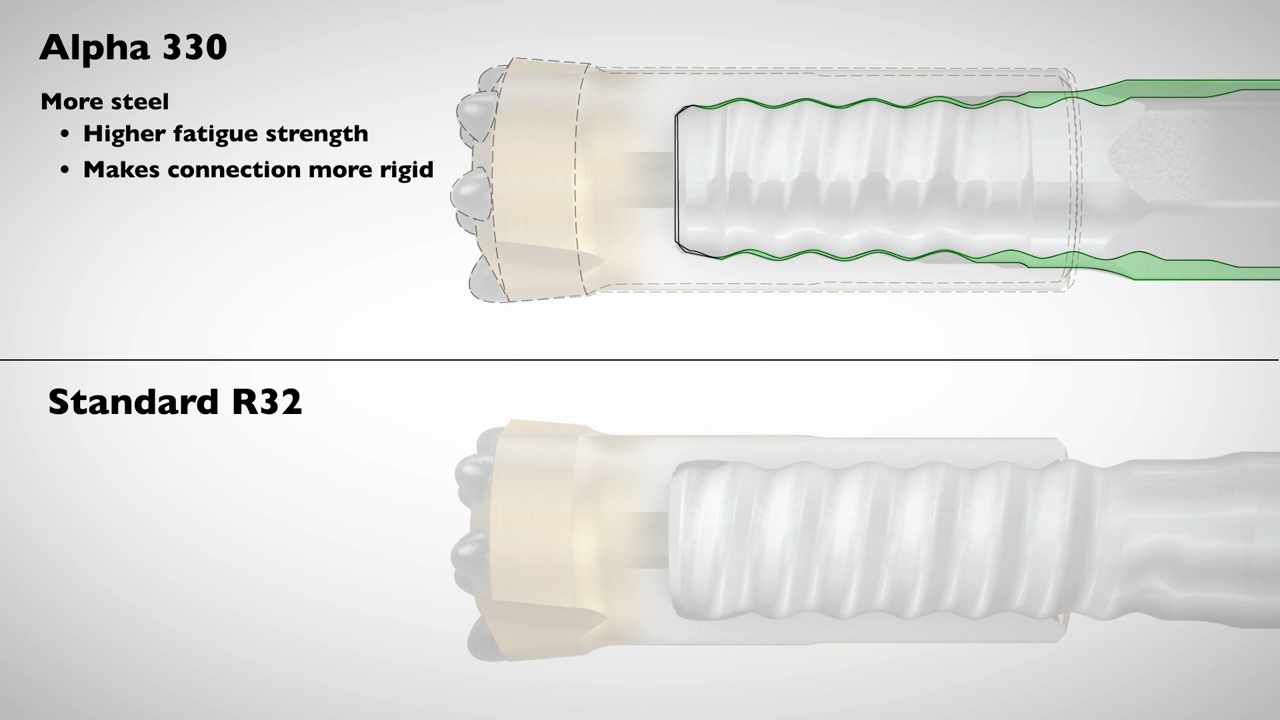 Alpha 330
More steel
• Higher fatigue strength
• Makes connection more rigid
Standard R32